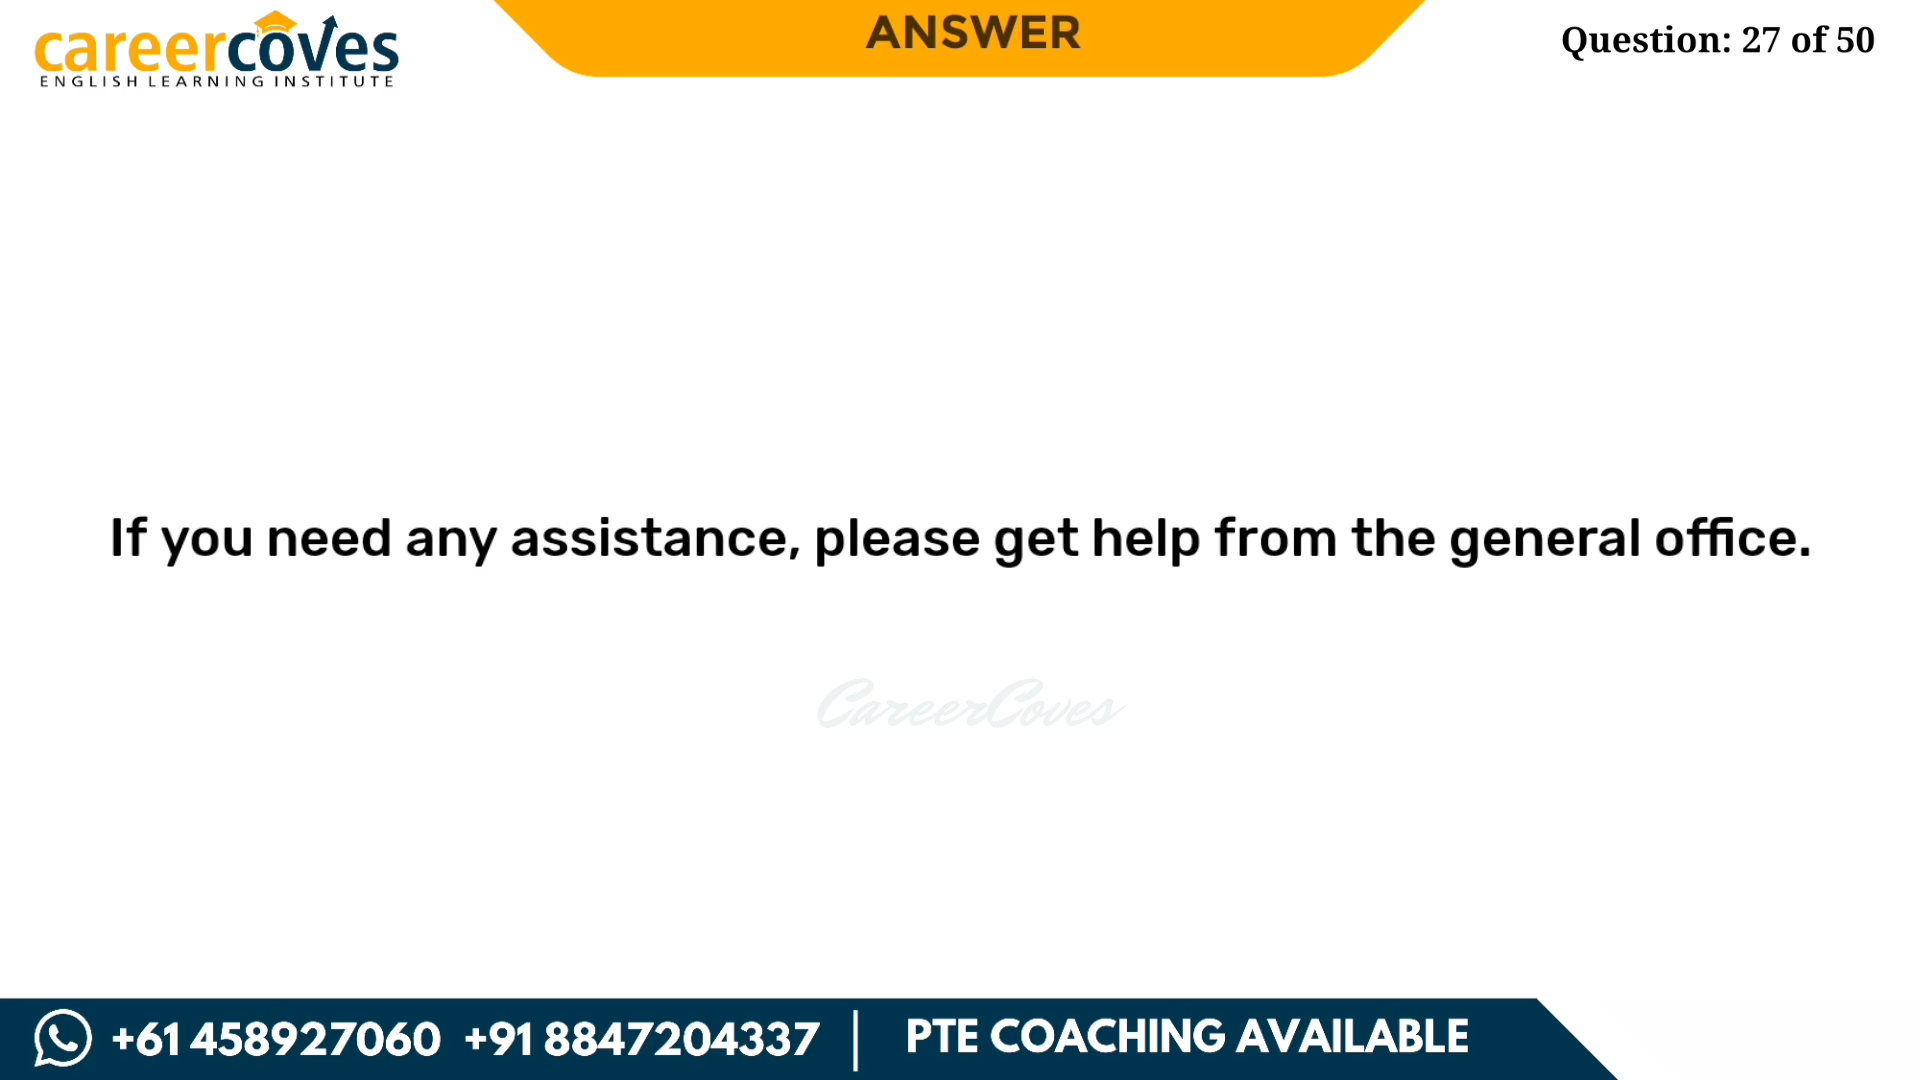 careercoves
ENGLISH LEARNING INSTITUTE
ANSWER
Question: 27 of 50
If you need any assistance, please get help from the general office.
CareerCoves
+61 458927060 +91 8847204337 | PTE COACHING AVAILABLE